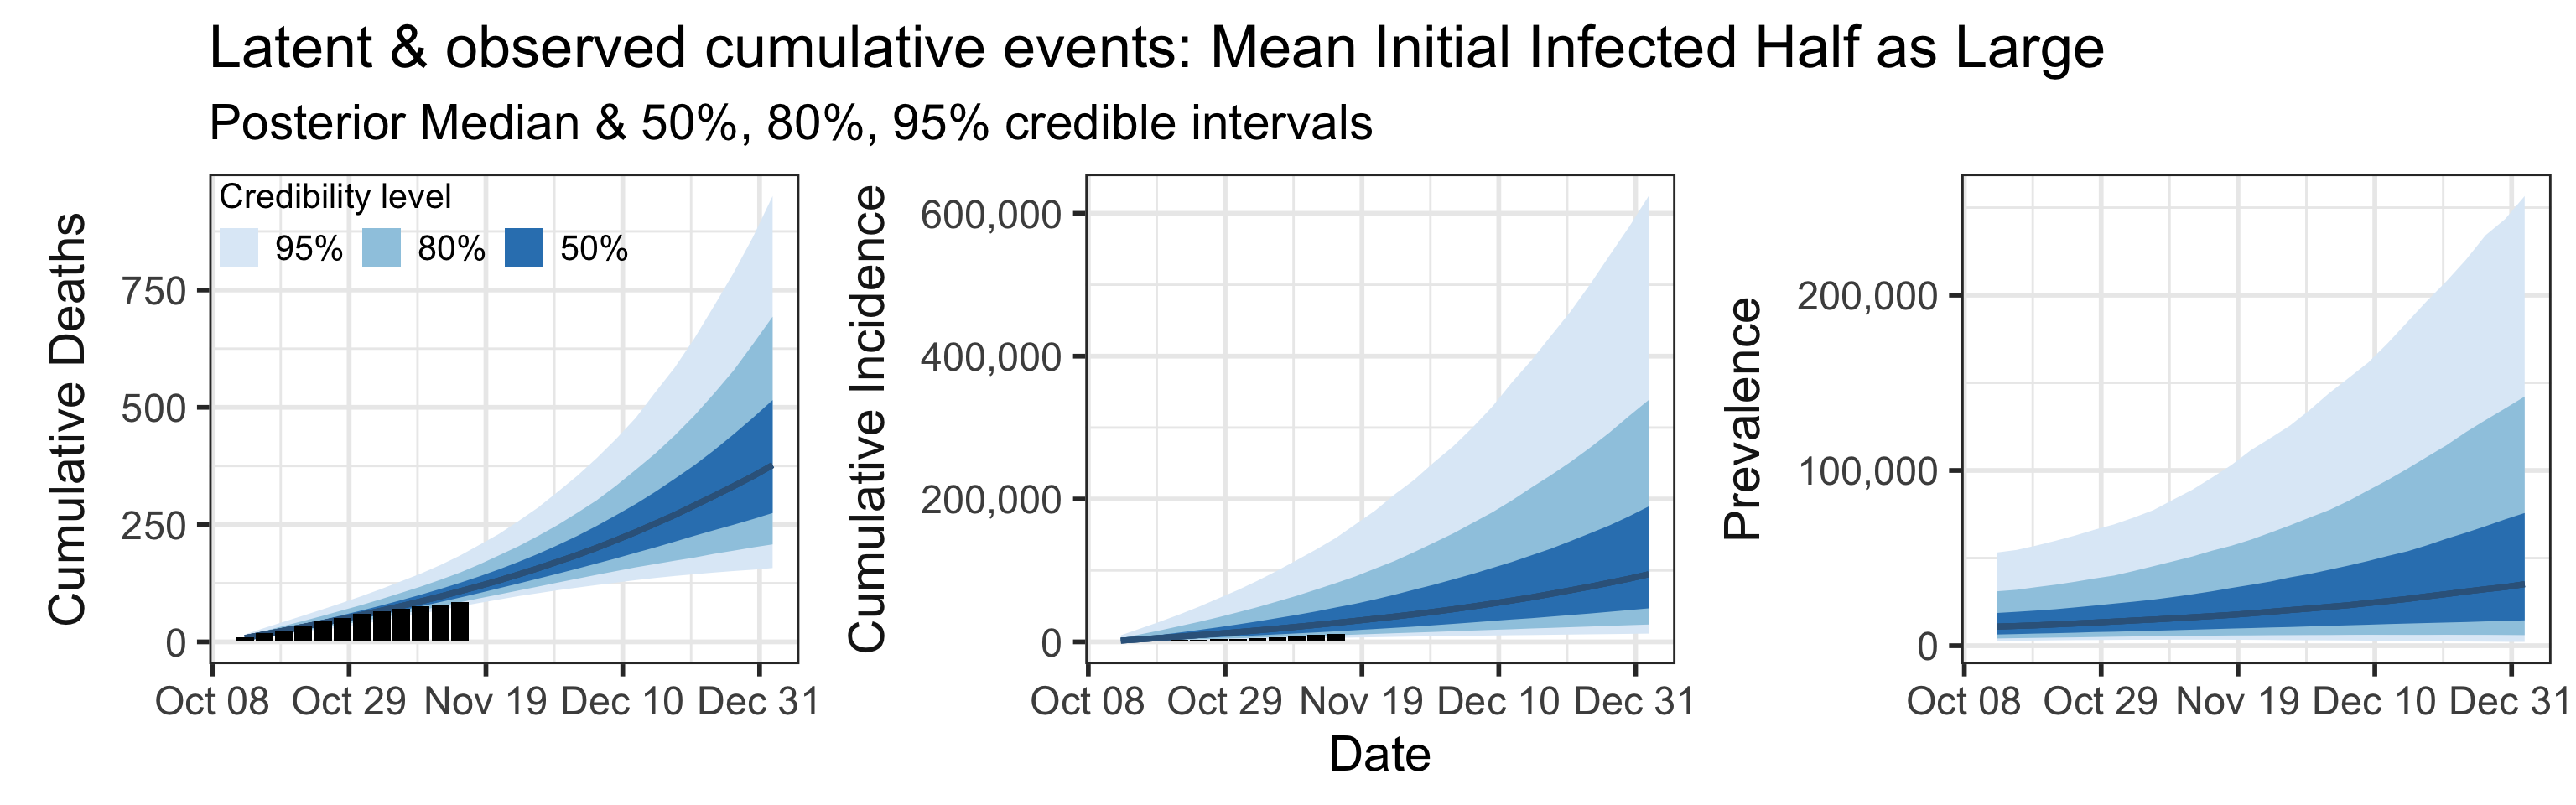 Latent & observed cumulative events: Mean Initial Infected Half as Large
Posterior Median & 50%, 80%, 95% credible intervals
Cumulative Deaths
Credibility level
95% 80% 50%
750
500
250
0
Oct 08 Oct 29 Nov 19 Dec 10 Dec 31
Cumulative Incidence
600,000
400,000
200,000
0
Oct 08 Oct 29 Nov 19 Dec 10 Dec 31
Prevalence
200,000
100,000
0
Oct 08 Oct 29 Nov 19 Dec 10 Dec 31
Date